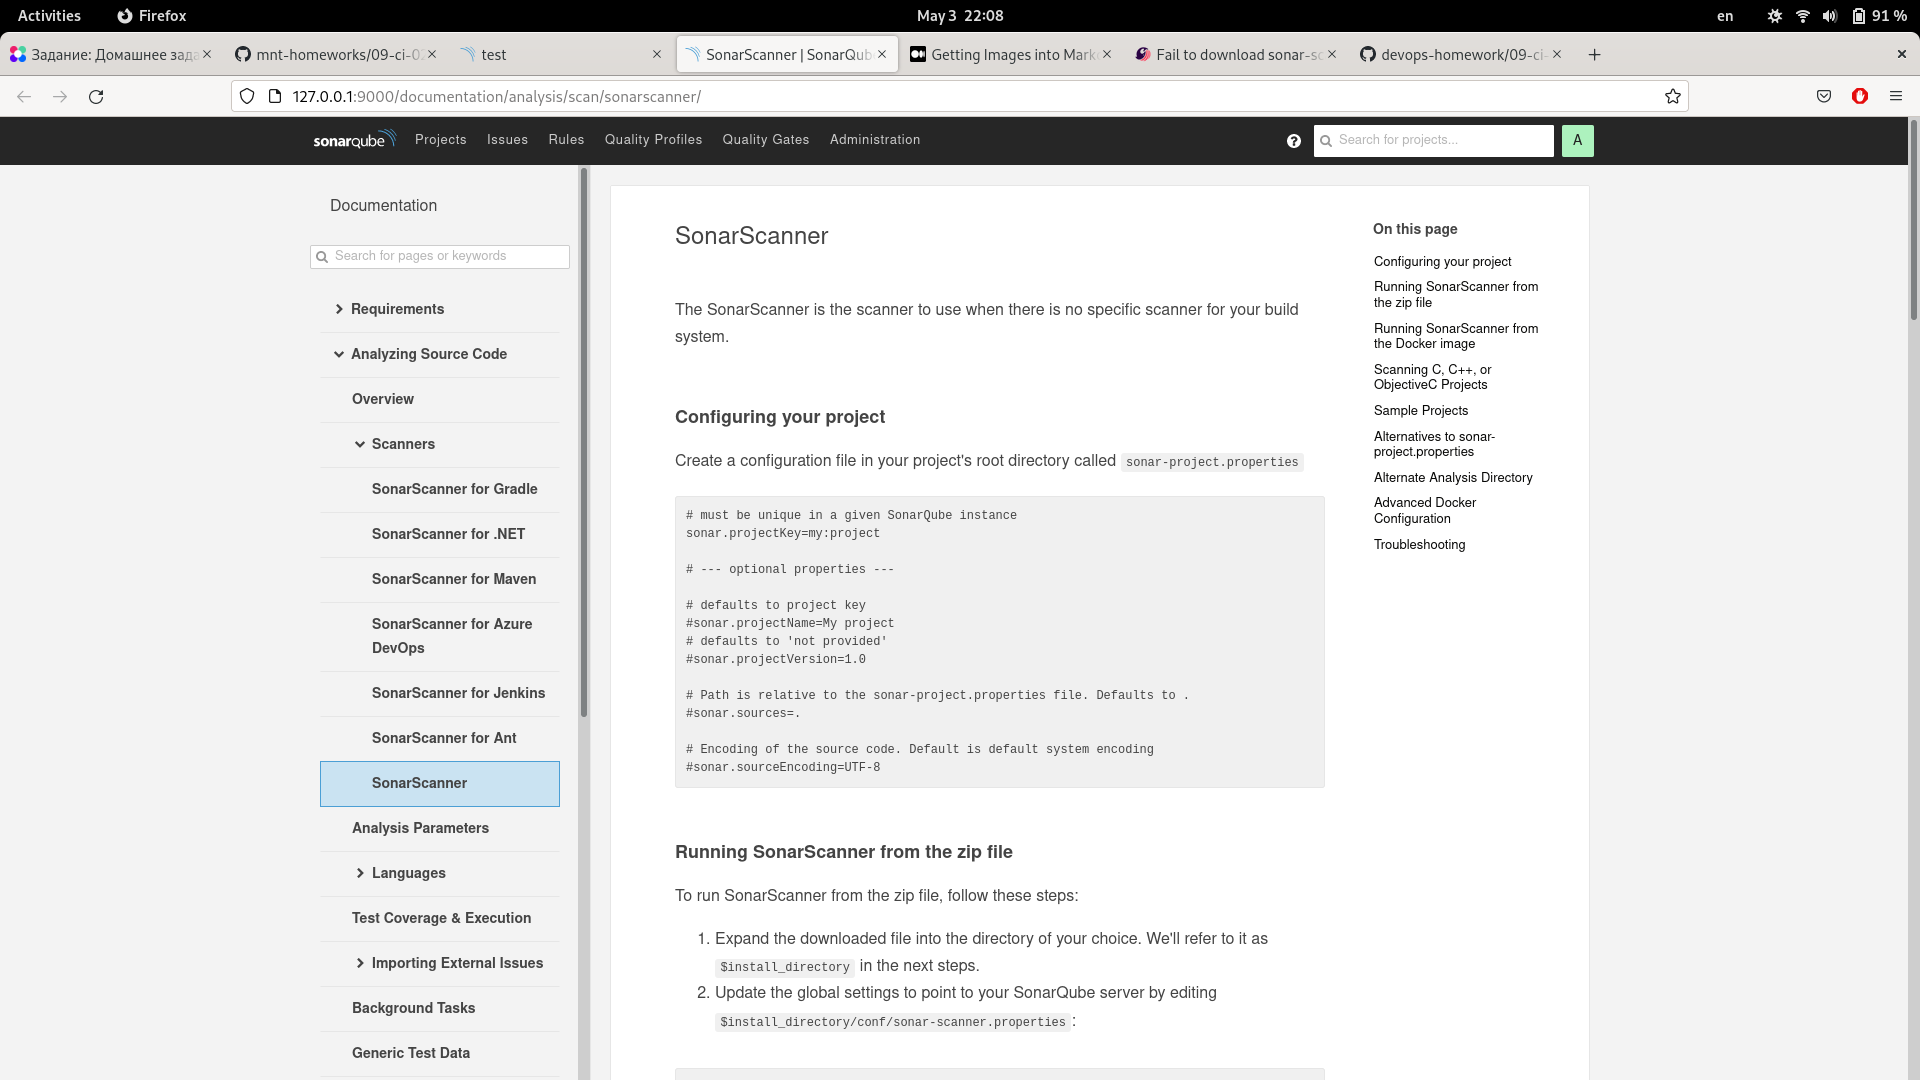 Activities
Firefox
May 3 22:08
en
91 %
Задание: Домашнее зада
mnt-homeworks/09-ci-0
test
SonarScanner | SonarQub
Getting Images into Mark
Fail to download sonar-sc
devops-homework/09-ci-
127.0.0.1:9000/documentation/analysis/scan/sonarscanner/
sonarqube
Projects
Issues
Rules
Quality Profiles
Quality Gates
Administration
Search for projects...
A
Documentation
Search for pages or keywords
Requirements
Analyzing Source Code
Overview
Scanners
SonarScanner for Gradle
SonarScanner for .NET
SonarScanner for Maven
SonarScanner for Azure
DevOps
SonarScanner for Jenkins
SonarScanner for Ant
SonarScanner
Analysis Parameters
Languages
Test Coverage & Execution
Importing External Issues
Background Tasks
Generic Test Data
SonarScanner
The SonarScanner is the scanner to use when there is no specific scanner for your build
system.
Configuring your project
Create a configuration file in your project's root directory called sonar-project.properties
# must be unique in a given SonarQube instance
sonar.projectKey=my:project
# --- optional properties ---
# defaults to project key
#sonar.projectName=My project
# defaults to 'not provided'
#sonar.projectVersion=1.0
# Path is relative to the sonar-project.properties file. Defaults to .
#sonar.sources=.
# Encoding of the source code. Default is default system encoding
#sonar.sourceEncoding=UTF-8
Running SonarScanner from the zip file
To run SonarScanner from the zip file, follow these steps:
1. Expand the downloaded file into the directory of your choice. We'll refer to it as
$install_directory in the next steps.
2. Update the global settings to point to your SonarQube server by editing
$install_directory/conf/sonar-scanner.properties :
On this page
Configuring your project
Running SonarScanner from
the zip file
Running SonarScanner from
the Docker image
Scanning C, C++, or
ObjectiveC Projects
Sample Projects
Alternatives to sonar-
project.properties
Alternate Analysis Directory
Advanced Docker
Configuration
Troubleshooting